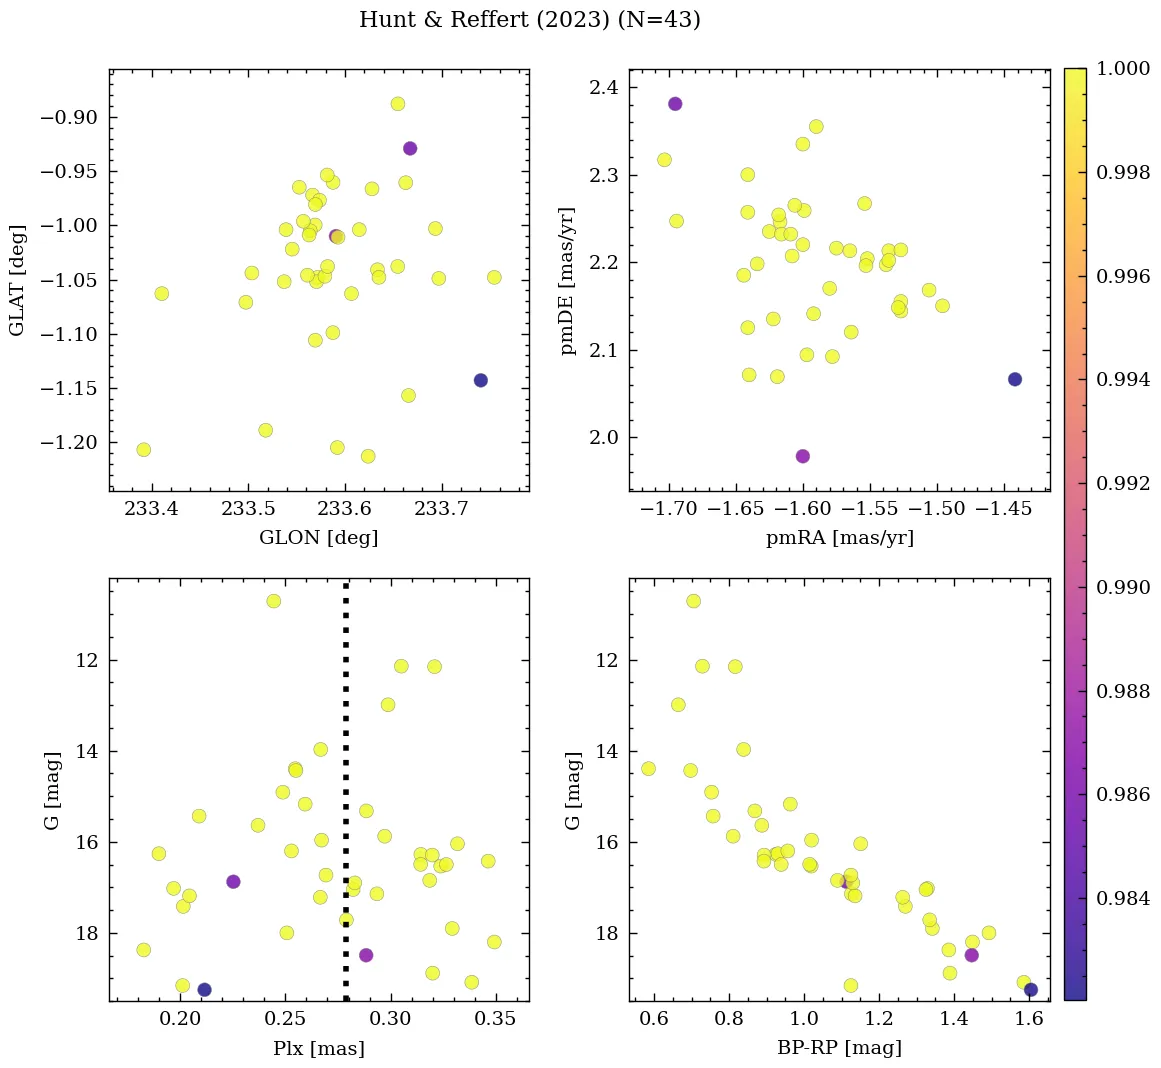 Hunt & Reffert (2023) (N=43)
−0.90
−0.95
−1.00
−1.05
−1.10
−1.15
−1.20
GLAT [deg]
233.4 233.5 233.6 233.7
GLON [deg]
2.4
2.3
2.2
2.1
2.0
pmDE [mas/yr]
−1.70 −1.65 −1.60 −1.55 −1.50 −1.45
pmRA [mas/yr]
1.000
0.998
0.996
0.994
0.992
0.990
0.988
0.986
0.984
12
14
16
18
G [mag]
0.20 0.25 0.30 0.35
Plx [mas]
12
14
16
18
G [mag]
0.6 0.8 1.0 1.2 1.4 1.6
BP-RP [mag]